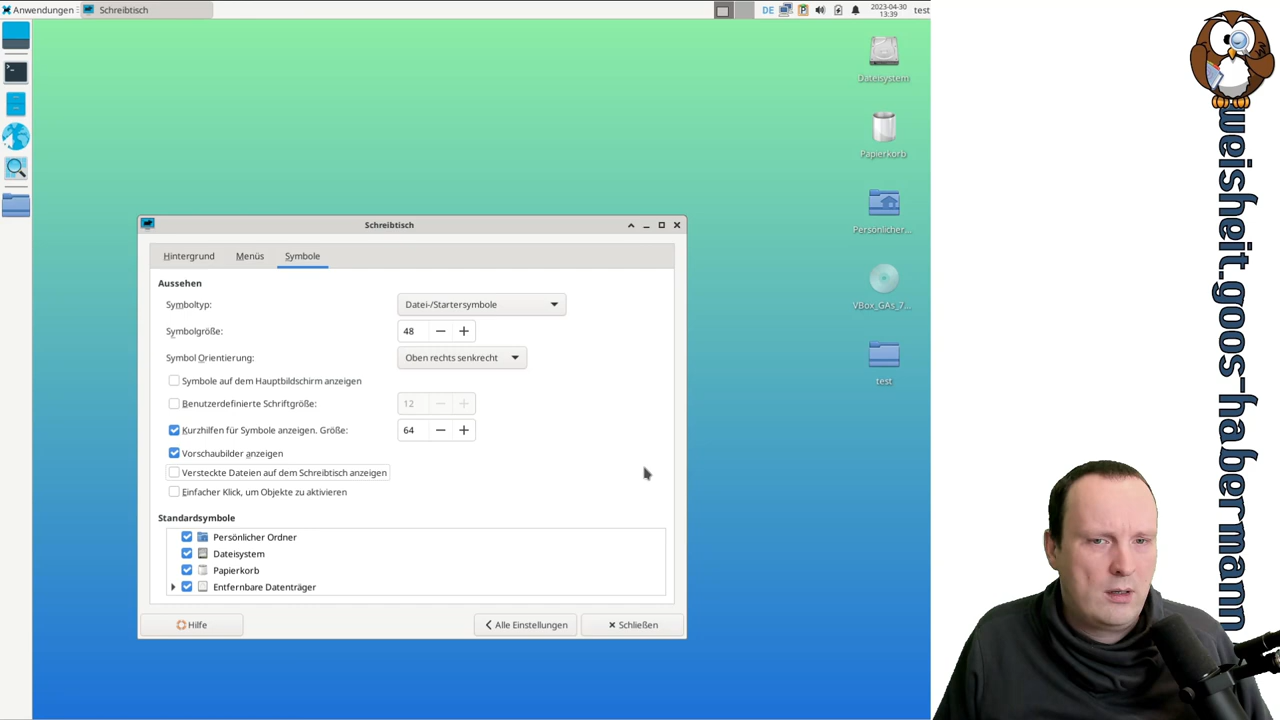 Anwendungen
Schreibtisch
DE
2023-04-30
13:39
test
Dateisystem
Papierkorb
Persönlicher...
VBox_GAs_7...
test
Schreibtisch
Hintergrund
Menüs
Symbole
Aussehen
Symboltyp:
Datei-/Startersymbole
Symbolgröße:
48
Symbol Orientierung:
Oben rechts senkrecht
Symbole auf dem Hauptbildschirm anzeigen
Benutzerdefinierte Schriftgröße:
12
Kurzhilfen für Symbole anzeigen. Größe:
64
Vorschaubilder anzeigen
Versteckte Dateien auf dem Schreibtisch anzeigen
Einfacher Klick, um Objekte zu aktivieren
Standardsymbole
Persönlicher Ordner
Dateisystem
Papierkorb
Entfernbare Datenträger
Hilfe
Alle Einstellungen
Schließen
weisheit.goos-habermann